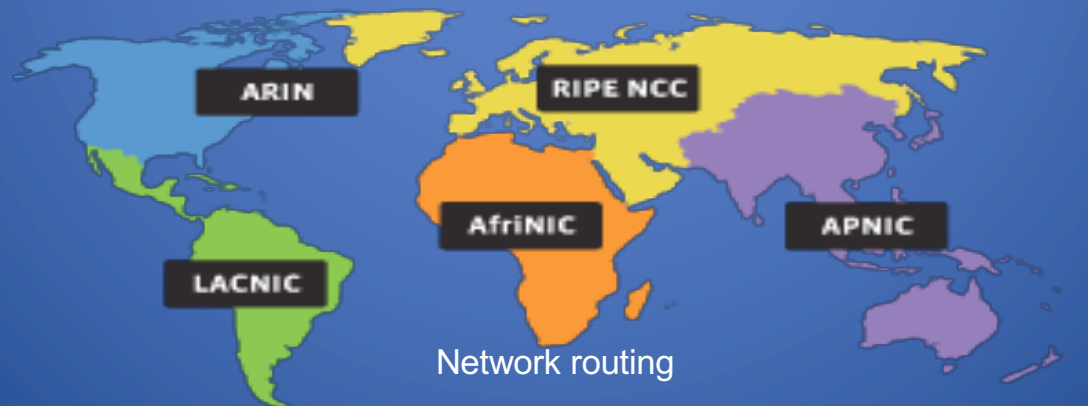 ARIN
RIPE NCC
AfriNIC
APNIC
LACNIC
Network routing